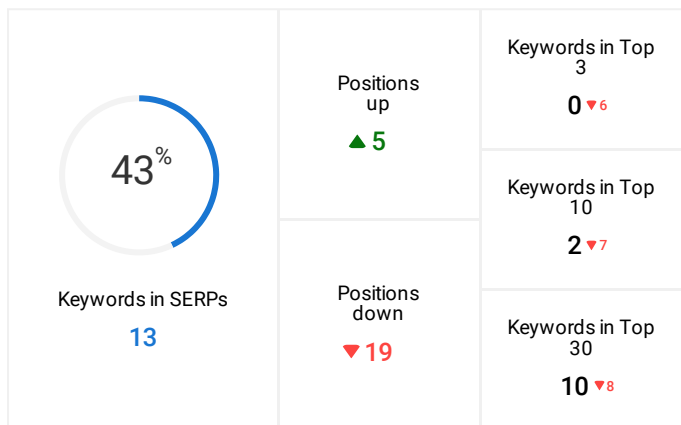 43%
Keywords in SERPs
13
Positions
up
5
Positions
down
19
Keywords in Top
3
0 6
Keywords in Top
10
2 7
Keywords in Top
30
10 8